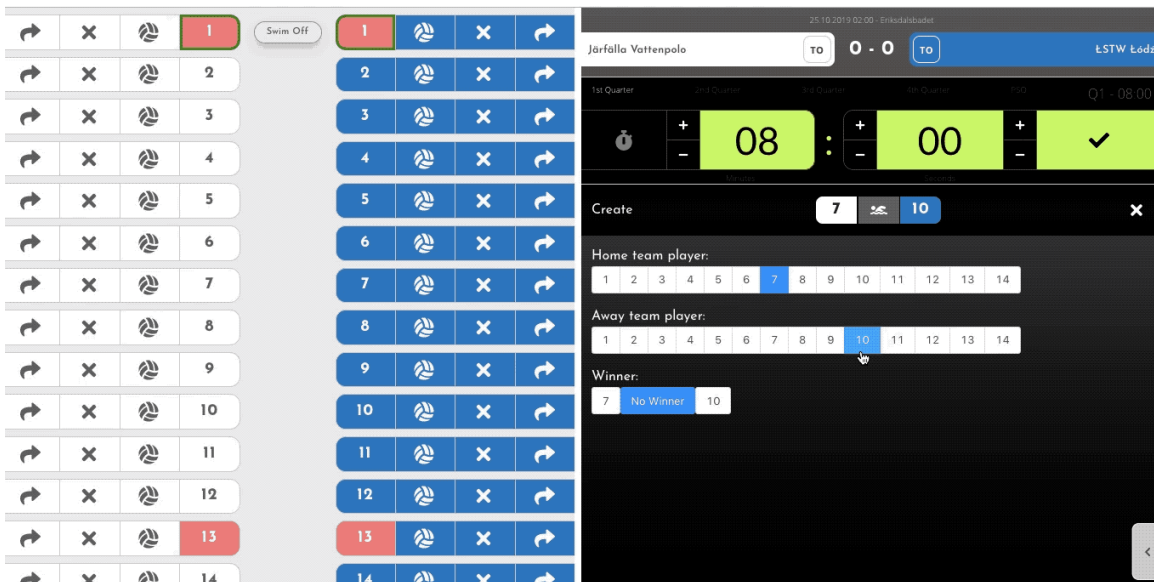 25 10 2019 02:00 - Eriksdalsbadet
Järfälla Vattenpolo TO 0 - 0 TO ŁSTW Łódź
1st Quarter 2nd Quarter 3rd Quarter 4th Quarter PSO Q1 - 08:00
+ 08 : + 00 +
- - -
Minutes Seconds
Create 7 10
Home team player:
1 2 3 4 5 6 7 8 9 10 11 12 13 14
Away team player:
1 2 3 4 5 6 7 8 9 10 11 12 13 14
Winner:
7 No Winner 10
1 Swim Off 1
2 2
3 3
4 4
5 5
6 6
7 7
8 8
9 9
10 10
11 11
12 12
13 13
14 14